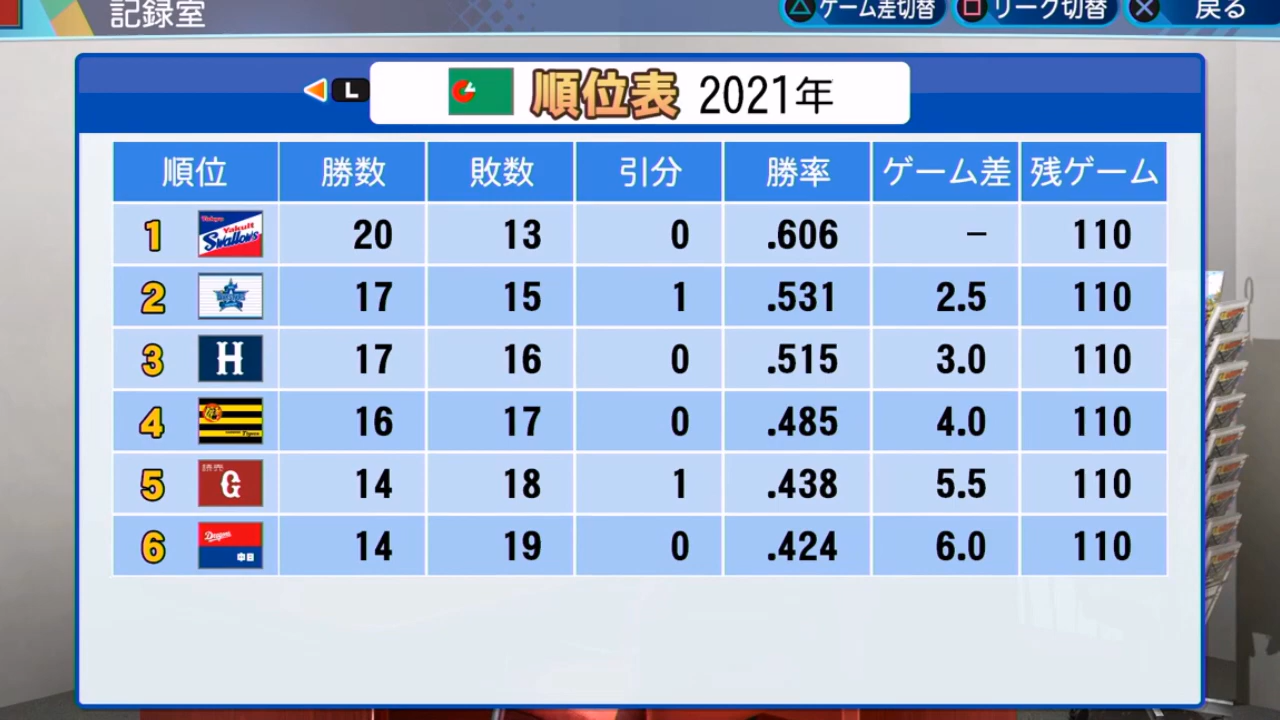 記録室
△ ゲーム差切替 □ リーグ切替 × 戻る
L 順位表 2021年
順位 勝数 敗数 引分 勝率 ゲーム差 残ゲーム
1 Yakult Swallows 20 13 0 .606 - 110
2 17 15 1 .531 2.5 110
3 H 17 16 0 .515 3.0 110
4 Tigers 16 17 0 .485 4.0 110
5 G 14 18 1 .438 5.5 110
6 Dragons 中日 14 19 0 .424 6.0 110